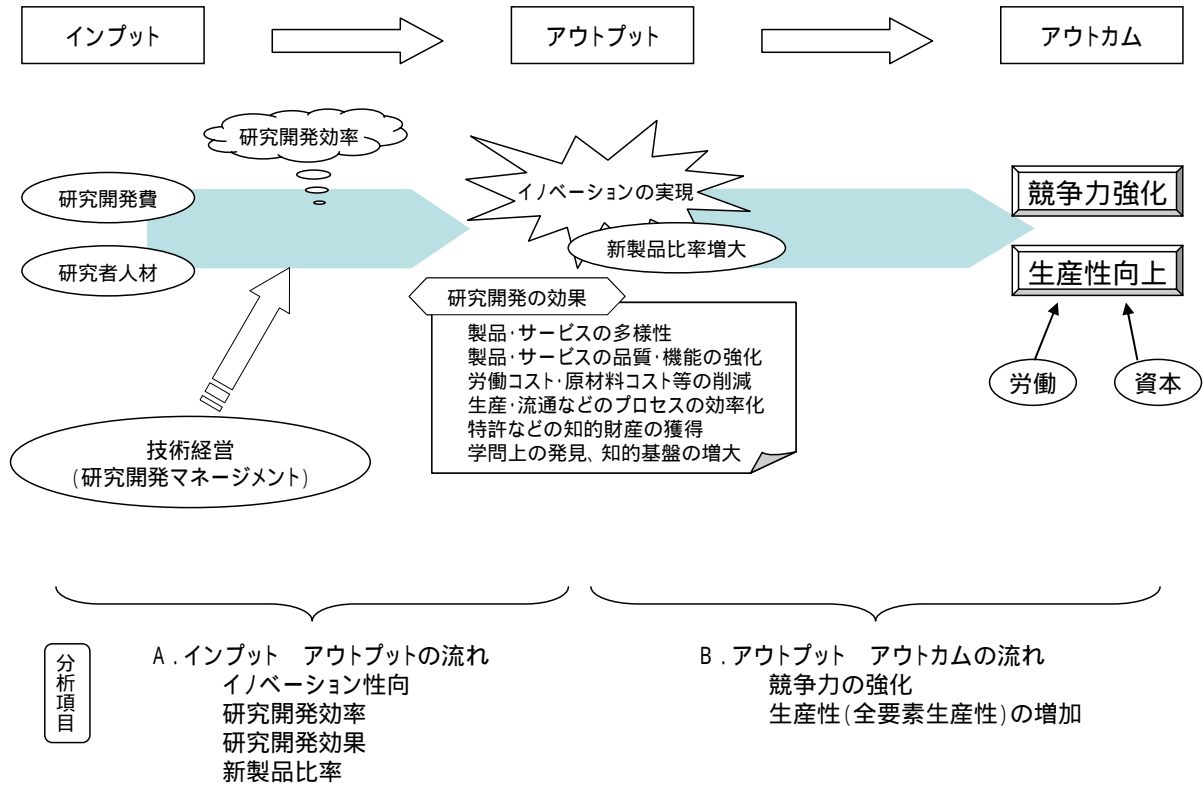 インプット
アウトプット
アウトカム
研究開発効率
研究開発費
研究者人材
イノベーションの実現
新製品比率増大
競争力強化
生産性向上
労働
資本
研究開発の効果
製品･サービスの多様性
製品･サービスの品質･機能の強化
労働コスト･原材料コスト等の削減
生産･流通などのプロセスの効率化
特許などの知的財産の獲得
学問上の発見、知的基盤の増大
技術経営
(研究開発マネージメント)
分析項目
A．インプット　アウトプットの流れ
イノベーション性向
研究開発効率
研究開発効果
新製品比率
B．アウトプット　アウトカムの流れ
競争力の強化
生産性(全要素生産性)の増加